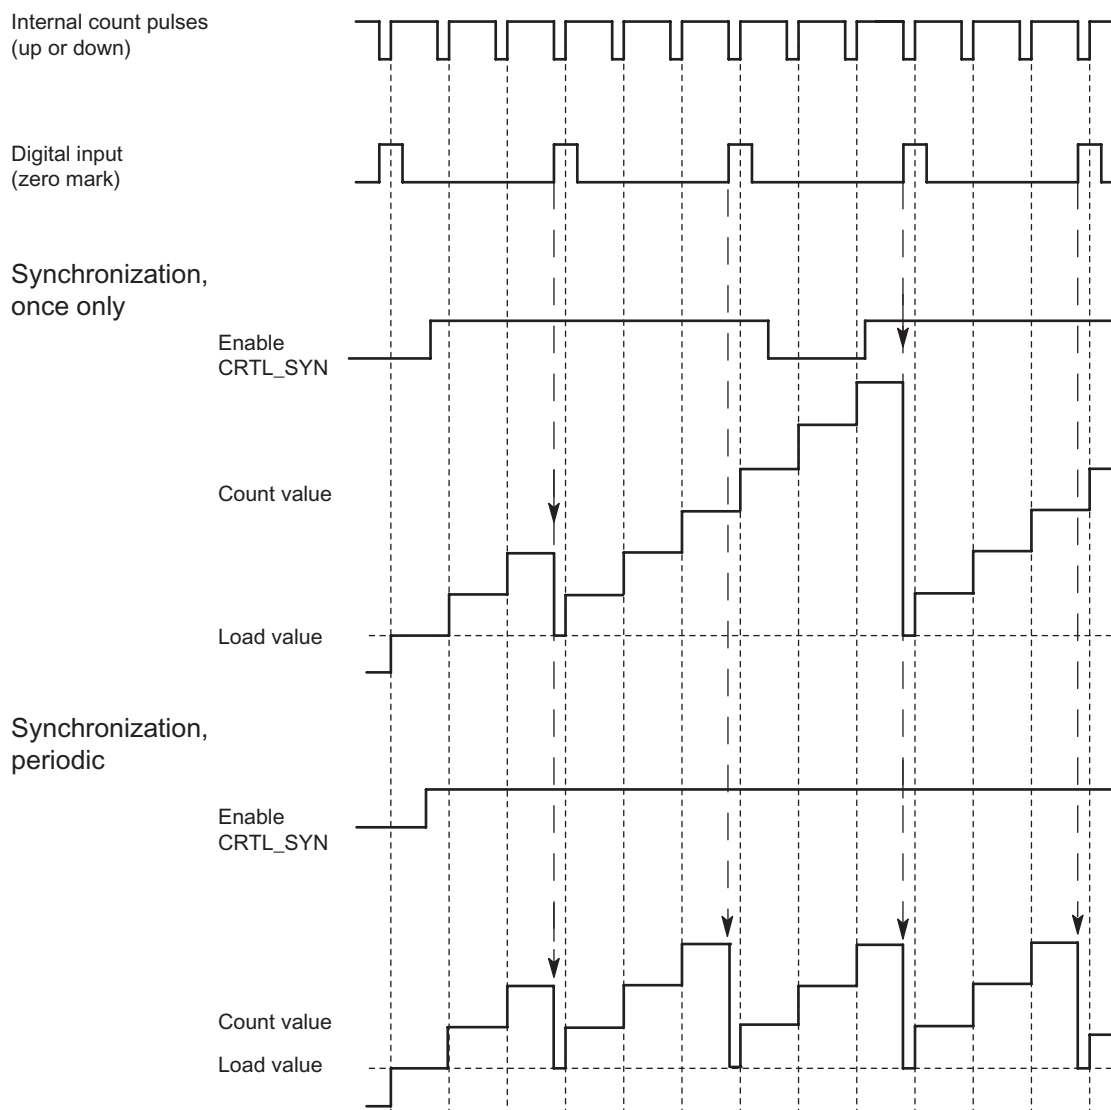 Internal count pulses
(up or down)
Digital input
(zero mark)
Synchronization,
once only
Enable
CRTL_SYN
Count value
Load value
Synchronization,
periodic
Enable
CRTL_SYN
Count value
Load value